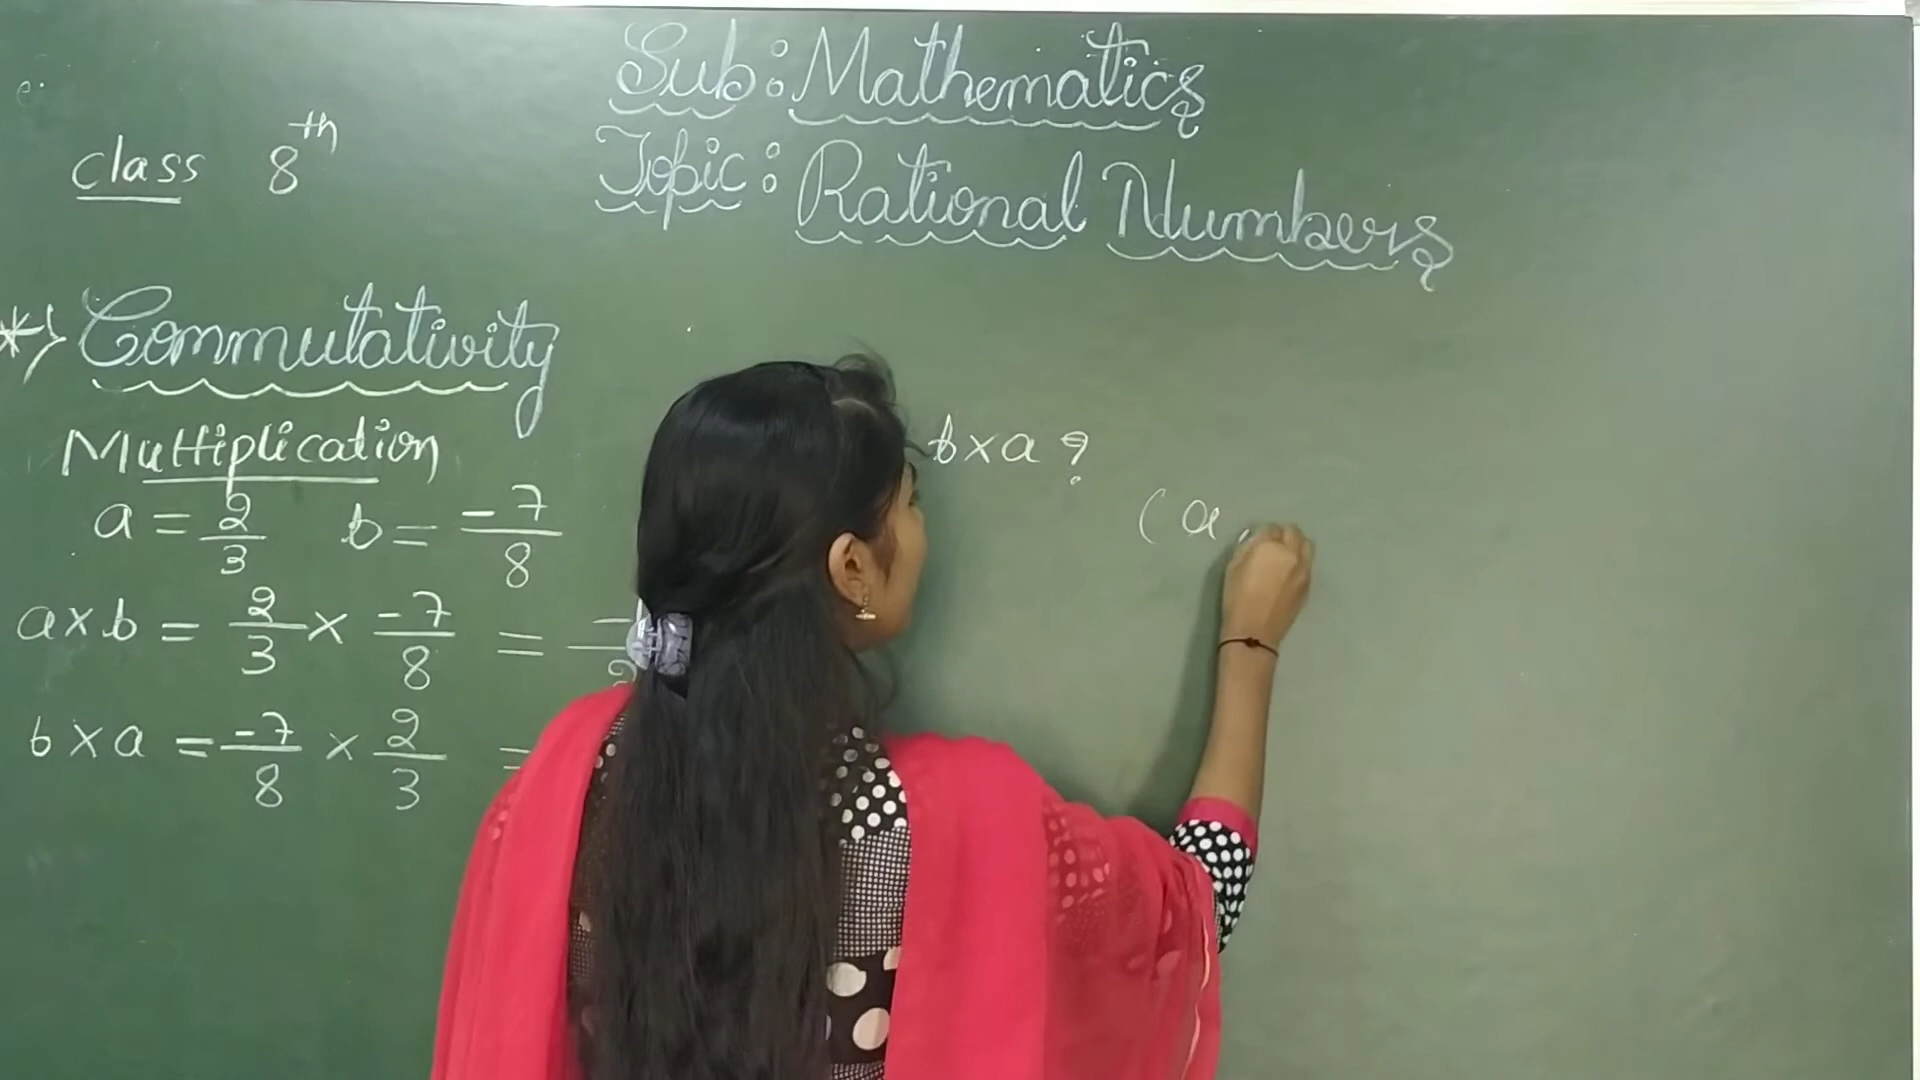 Sub: Mathematics
class 8th
Topic: Rational Numbers
*) Commutativity
Multiplication
b×a ?
a = 2/3 b = -7/8
(a
a×b = 2/3 × -7/8 =
b×a = -7/8 × 2/3 =